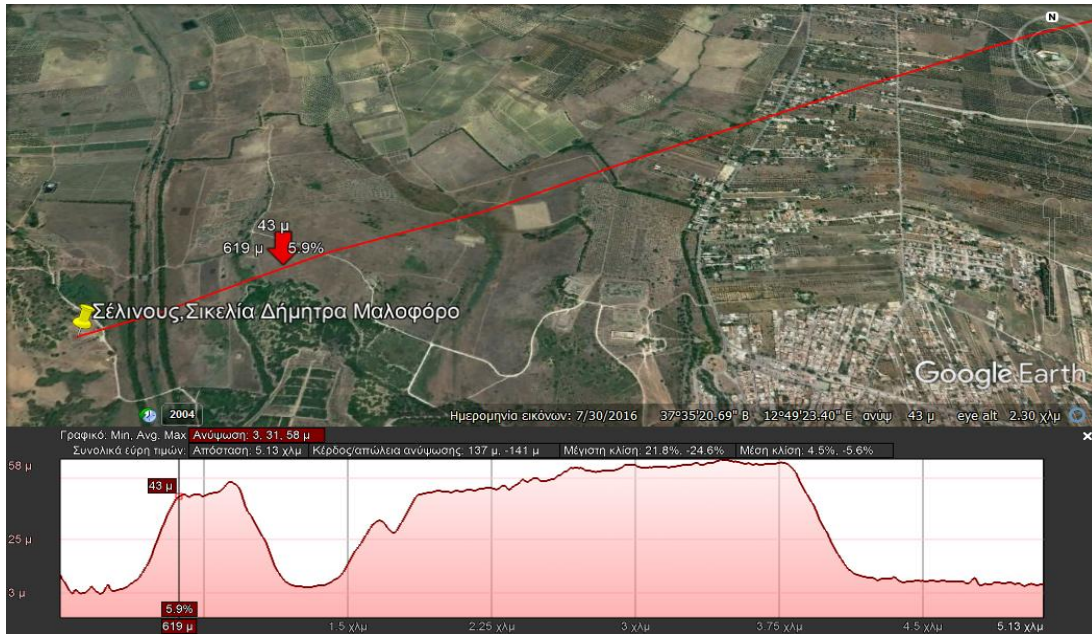 N
43 μ
619 μ 5.9%
Σέλινους,Σικελία Δήμητρα Μαλοφόρο
Google Earth
2004
Ημερομηνία εικόνων: 7/30/2016 37°35'20.69" Β 12°49'23.40" Ε ανύψ 43 μ eye alt 2.30 χλμ
Γραφικό: Min, Avg, Max Ανύψωση: 3, 31, 58 μ
Συνολικά εύρη τιμών: Απόσταση: 5.13 χλμ Κέρδος/απώλεια ανύψωσης: 137 μ, -141 μ Μέγιστη κλίση: 21.8%, -24.6% Μέση κλίση: 4.5%, -5.6%
58 μ
43 μ
25 μ
3 μ
5.9%
619 μ 1.5 χλμ 2.25 χλμ 3 χλμ 3.75 χλμ 4.5 χλμ 5.13 χλμ